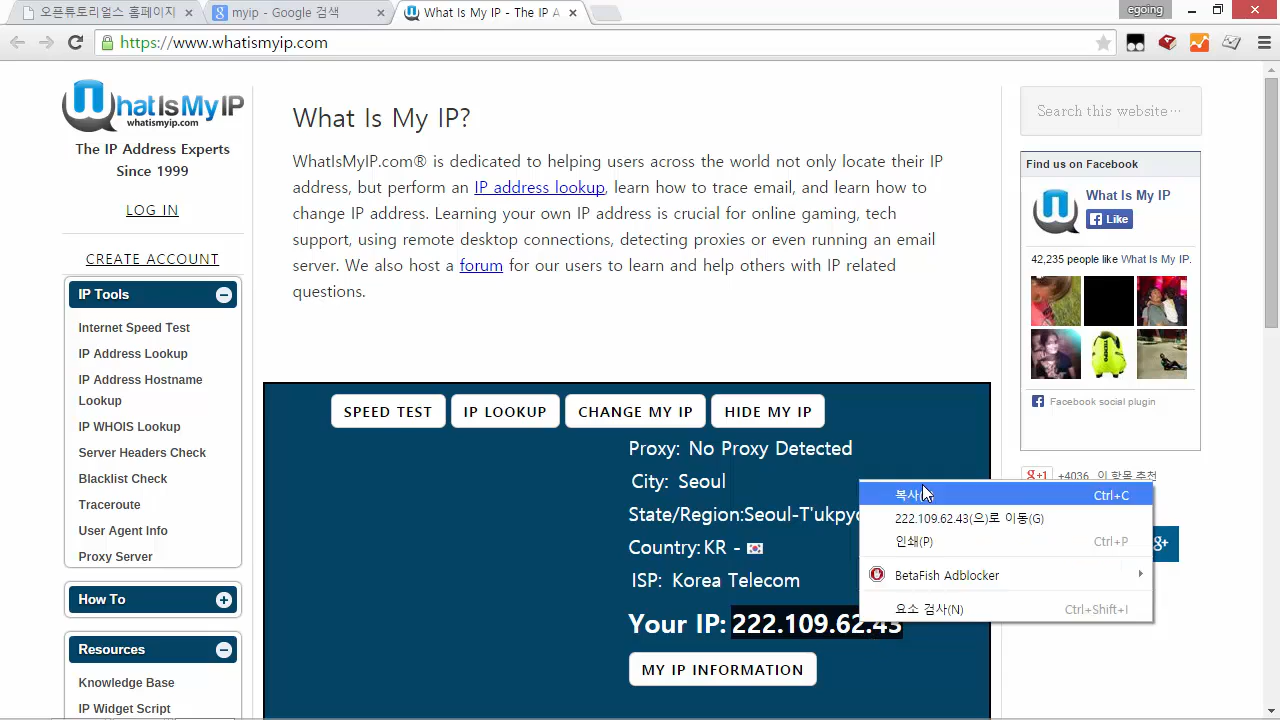 오픈튜토리얼스 홈페이지
myip - Google 검색
What Is My IP - The IP A
egoing
https://www.whatismyip.com
WhatIsMyIP
whatismyip.com
The IP Address Experts
Since 1999
LOG IN
CREATE ACCOUNT
IP Tools
Internet Speed Test
IP Address Lookup
IP Address Hostname
Lookup
IP WHOIS Lookup
Server Headers Check
Blacklist Check
Traceroute
User Agent Info
Proxy Server
How To
Resources
Knowledge Base
IP Widget Script
What Is My IP?
WhatIsMyIP.com® is dedicated to helping users across the world not only locate their IP
address, but perform an IP address lookup, learn how to trace email, and learn how to
change IP address. Learning your own IP address is crucial for online gaming, tech
support, using remote desktop connections, detecting proxies or even running an email
server. We also host a forum for our users to learn and help others with IP related
questions.
SPEED TEST
IP LOOKUP
CHANGE MY IP
HIDE MY IP
Proxy: No Proxy Detected
City: Seoul
State/Region:Seoul-T'ukpyo
Country:KR -
ISP: Korea Telecom
Your IP: 222.109.62.43
MY IP INFORMATION
복사( Ctrl+C
222.109.62.43(으)로 이동(G)
인쇄(P) Ctrl+P
BetaFish Adblocker
요소 검사(N) Ctrl+Shift+I
Search this website···
Find us on Facebook
What Is My IP
Like
42,235 people like What Is My IP.
Facebook social plugin
g+1 +4036 이 항목 추천
g+